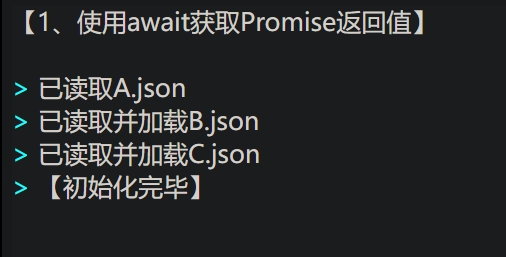 【1、使用await获取Promise返回值】
> 已读取A.json
> 已读取并加载B.json
> 已读取并加载C.json
> 【初始化完毕】